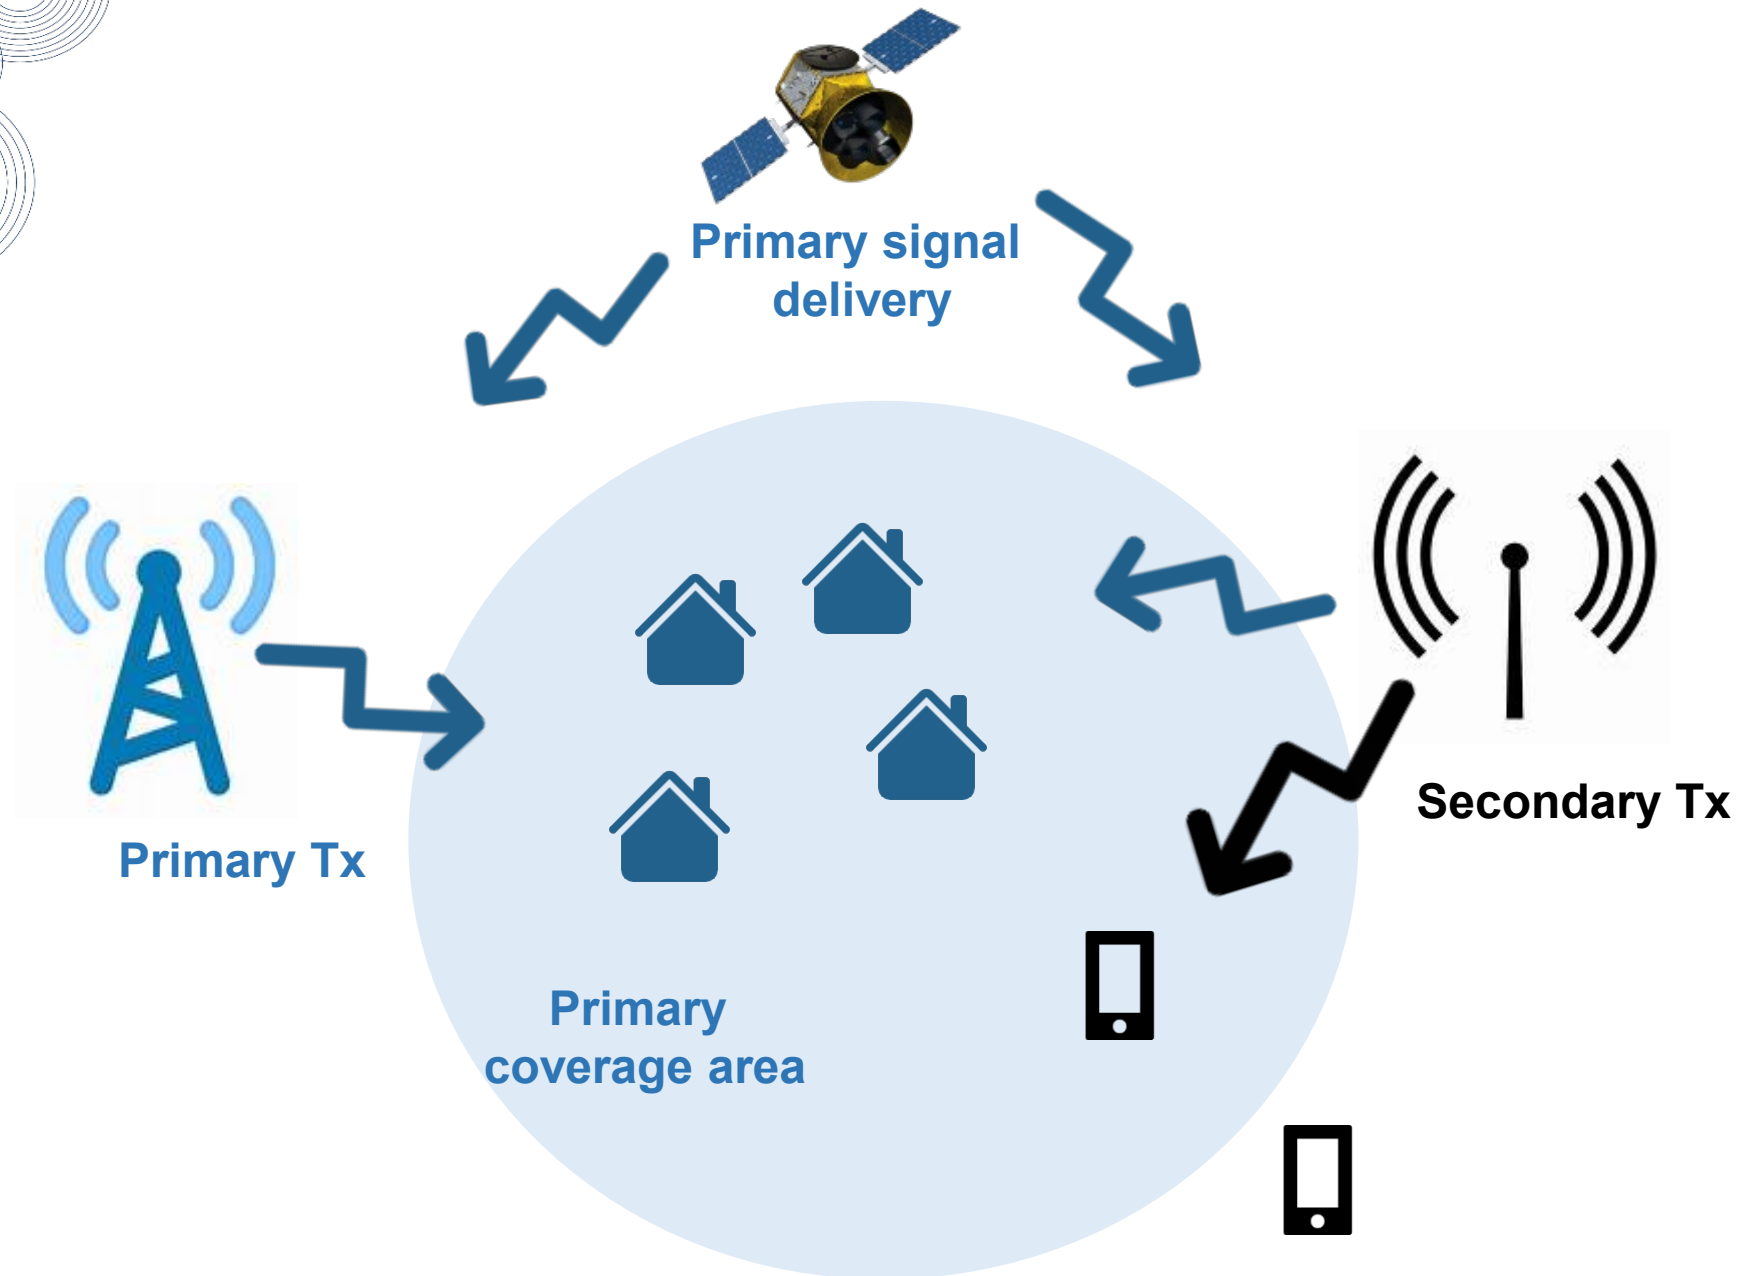 Primary signal
delivery
Primary Tx
Secondary Tx
Primary
coverage area